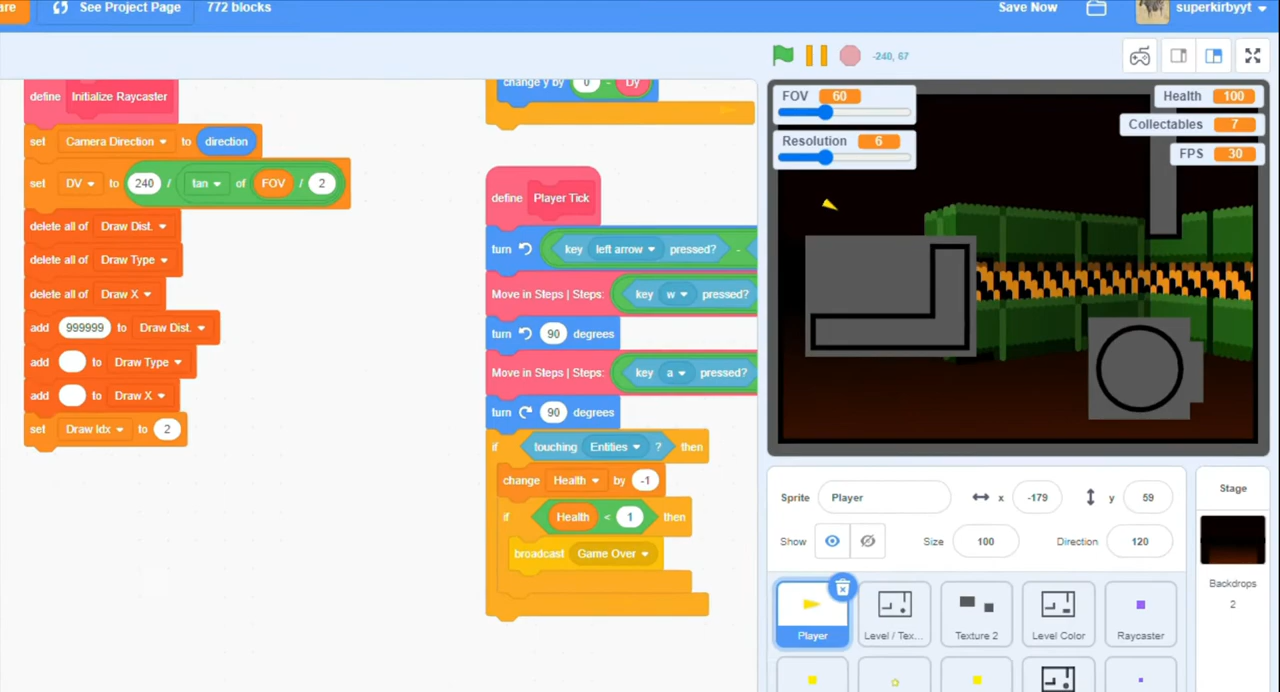 are
See Project Page
772 blocks
Save Now
superkirbyyt
-240, 67
define Initialize Raycaster
set Camera Direction to direction
set DV to 240 / tan of FOV / 2
delete all of Draw Dist.
delete all of Draw Type
delete all of Draw X
add 999999 to Draw Dist.
add to Draw Type
add to Draw X
set Draw Idx to 2
change y by 0 - Dy
define Player Tick
turn key left arrow pressed? -
Move in Steps | Steps: key w pressed?
turn 90 degrees
Move in Steps | Steps: key a pressed?
turn 90 degrees
if touching Entities ? then
change Health by -1
if Health < 1 then
broadcast Game Over
FOV 60
Resolution 6
Health 100
Collectables 7
FPS 30
Sprite Player x -179 y 59
Show Size 100 Direction 120
Player
Level / Tex...
Texture 2
Level Color
Raycaster
Stage
Backdrops
2